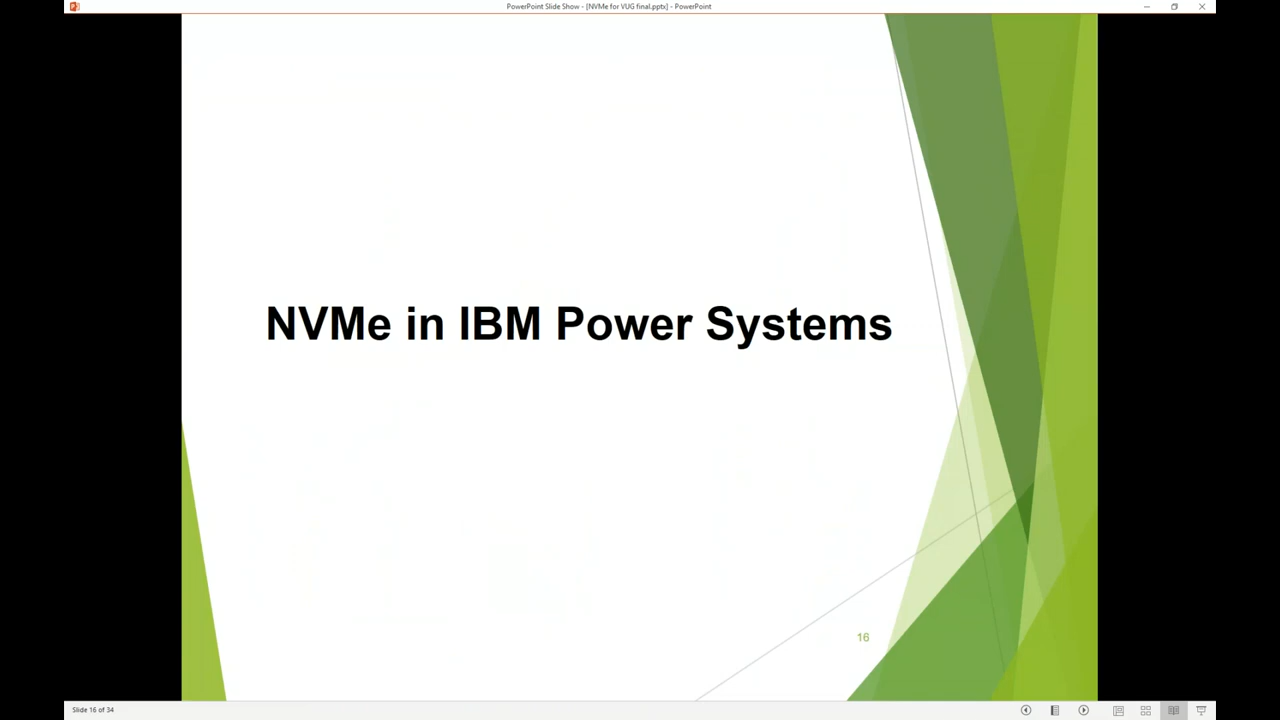 PowerPoint Slide Show - [NVMe for VUG final.pptx] - PowerPoint
NVMe in IBM Power Systems
16
Slide 16 of 34